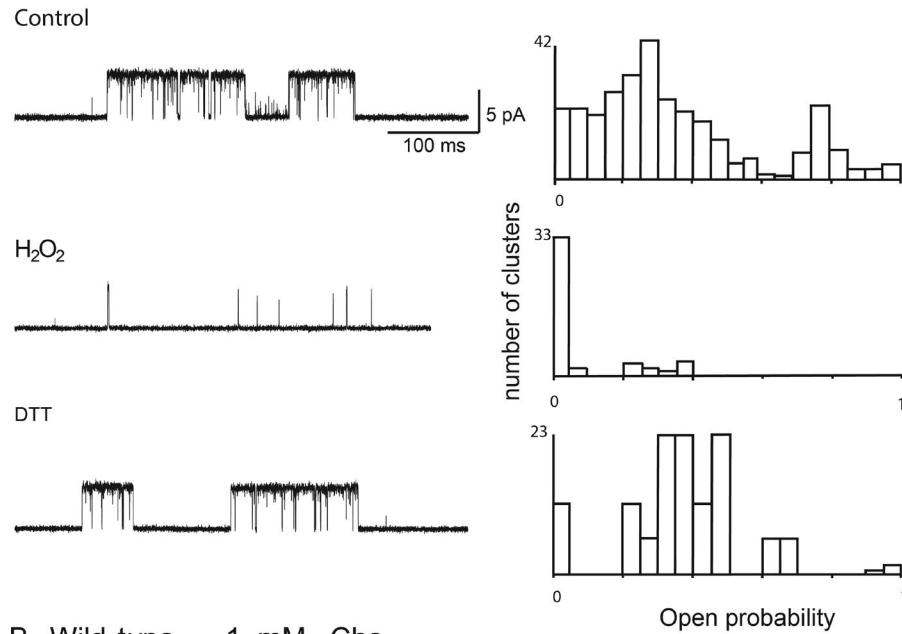 Control
42
5 pA
100 ms
0
H₂O₂
33
number of clusters
0
1
DTT
23
0
Open probability